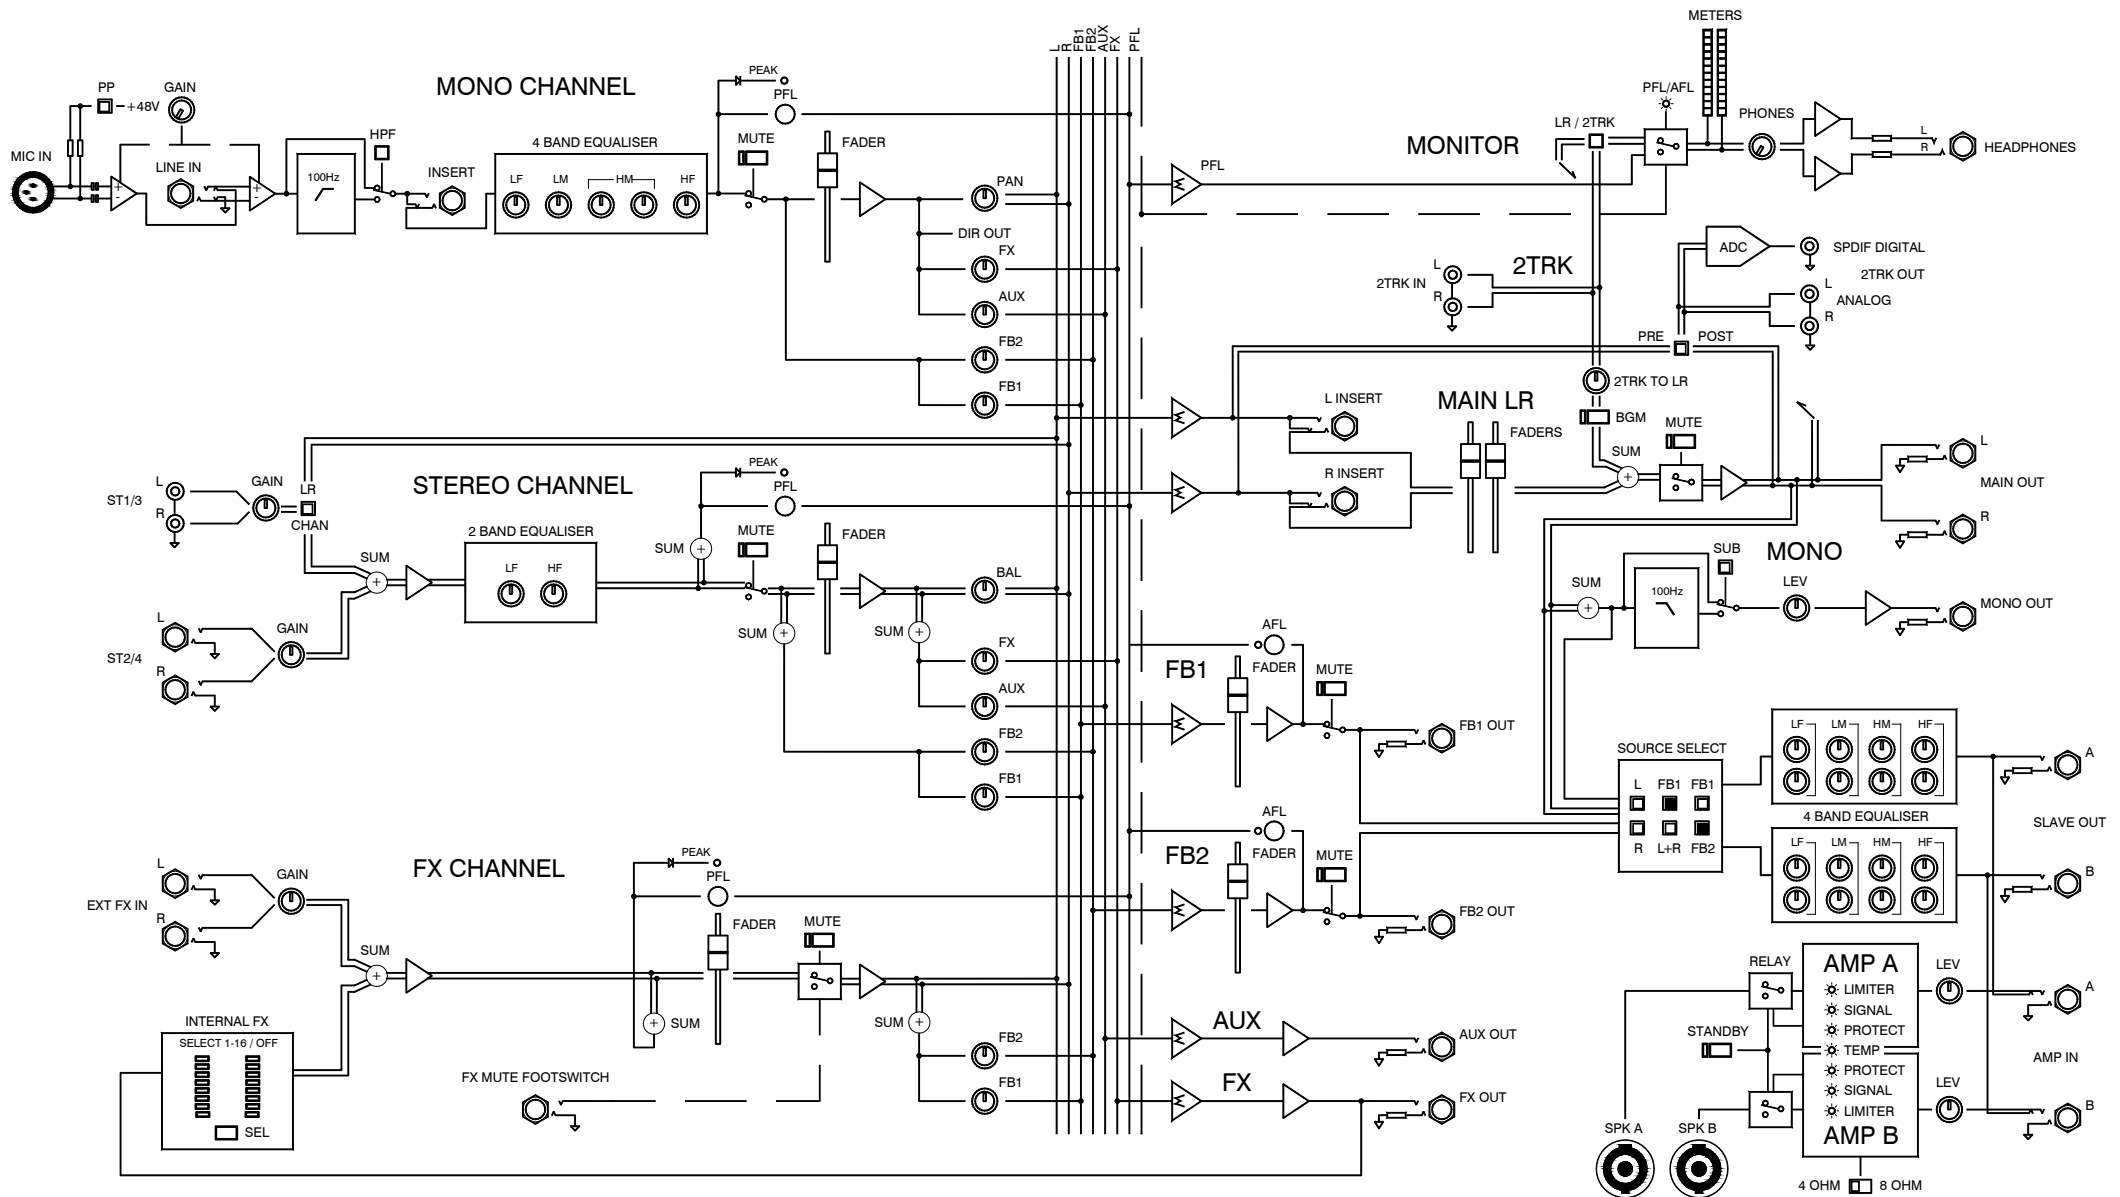 MONO CHANNEL
PP
+48V
GAIN
MIC IN
LINE IN
+
-
+
-
100Hz
HPF
INSERT
4 BAND EQUALISER
LF LM HM HF
PEAK
PFL
MUTE
FADER
PAN
DIR OUT
FX
AUX
FB2
FB1
L
R
FB1
FB2
AUX
FX
PFL
STEREO CHANNEL
ST1/3
L
R
GAIN
LR
CHAN
ST2/4
L
R
GAIN
SUM
+
2 BAND EQUALISER
LF HF
PEAK
PFL
SUM
+
MUTE
FADER
SUM
+
SUM
+
BAL
FX
AUX
FB2
FB1
FX CHANNEL
EXT FX IN
L
R
GAIN
SUM
+
INTERNAL FX
SELECT 1-16 / OFF
SEL
PEAK
PFL
FADER
MUTE
+
SUM
SUM
+
FX MUTE FOOTSWITCH
FB2
FB1
MONITOR
PFL
METERS
PFL/AFL
LR / 2TRK
PHONES
L
R
HEADPHONES
2TRK
2TRK IN
L
R
ADC
SPDIF DIGITAL
2TRK OUT
ANALOG
L
R
PRE
POST
2TRK TO LR
BGM
MAIN LR
L INSERT
R INSERT
FADERS
SUM
+
MUTE
L
MAIN OUT
R
MONO
SUM
+
100Hz
SUB
LEV
MONO OUT
FB1
AFL
FADER
MUTE
FB1 OUT
FB2
AFL
FADER
MUTE
FB2 OUT
AUX
AUX OUT
FX
FX OUT
SOURCE SELECT
L FB1 FB1
R L+R FB2
LF LM HM HF
4 BAND EQUALISER
LF LM HM HF
A
SLAVE OUT
B
RELAY
STANDBY
AMP A
LIMITER
SIGNAL
PROTECT
TEMP
PROTECT
SIGNAL
LIMITER
AMP B
LEV
LEV
A
AMP IN
B
SPK A
SPK B
4 OHM
8 OHM